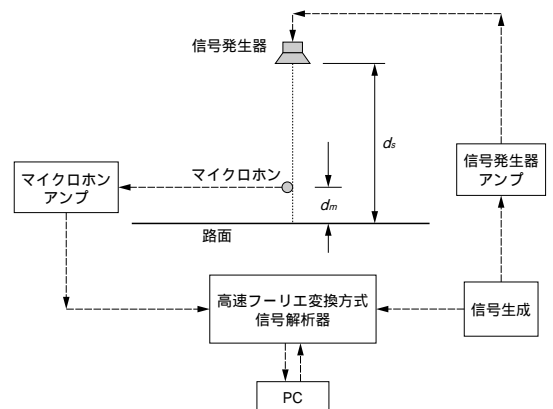 信号発生器
ds
信号発生器
アンプ
マイクロホン
マイクロホン
アンプ
dm
路面
高速フーリエ変換方式
信号解析器
信号生成
PC